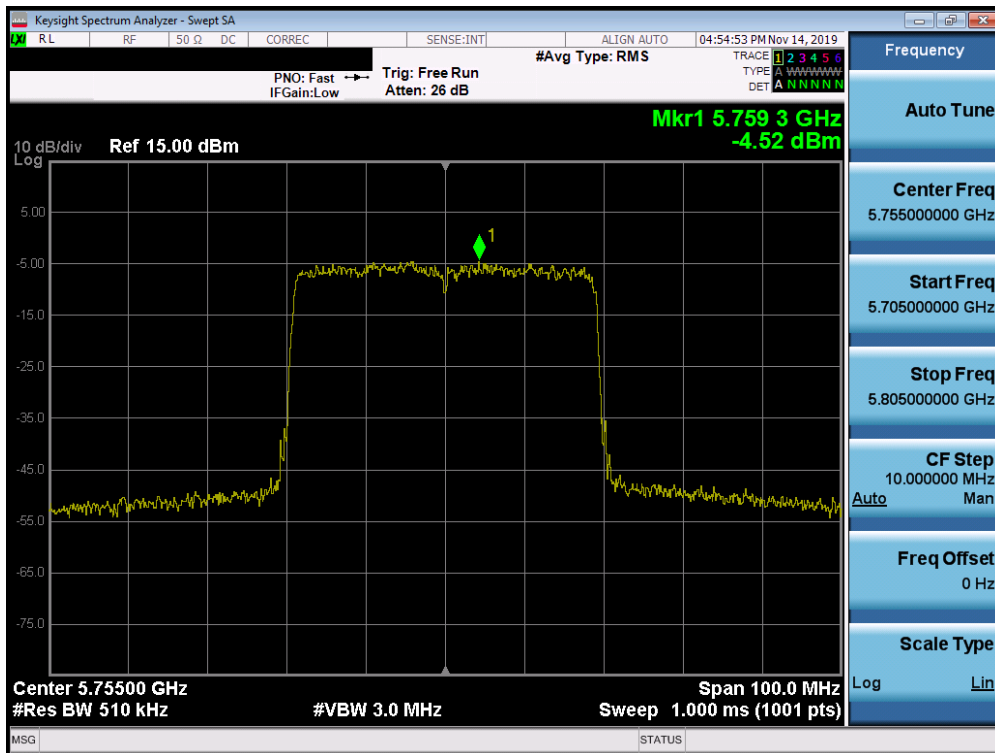 Keysight Spectrum Analyzer - Swept SA
LXI RL RF 50 Ω DC CORREC SENSE:INT ALIGN AUTO 04:54:53 PM Nov 14, 2019
#Avg Type: RMS
TRACE 1 2 3 4 5 6
PNO: Fast Trig: Free Run
TYPE A WWWWW
IFGain:Low Atten: 26 dB
DET A N N N N N
Mkr1 5.759 3 GHz
-4.52 dBm
10 dB/div Ref 15.00 dBm
Log
5.00
1
-5.00
-15.0
-25.0
-35.0
-45.0
-55.0
-65.0
-75.0
Center 5.75500 GHz Span 100.0 MHz
#Res BW 510 kHz #VBW 3.0 MHz Sweep 1.000 ms (1001 pts)
MSG STATUS
Frequency
Auto Tune
Center Freq
5.755000000 GHz
Start Freq
5.705000000 GHz
Stop Freq
5.805000000 GHz
CF Step
10.000000 MHz
Auto Man
Freq Offset
0 Hz
Scale Type
Log Lin